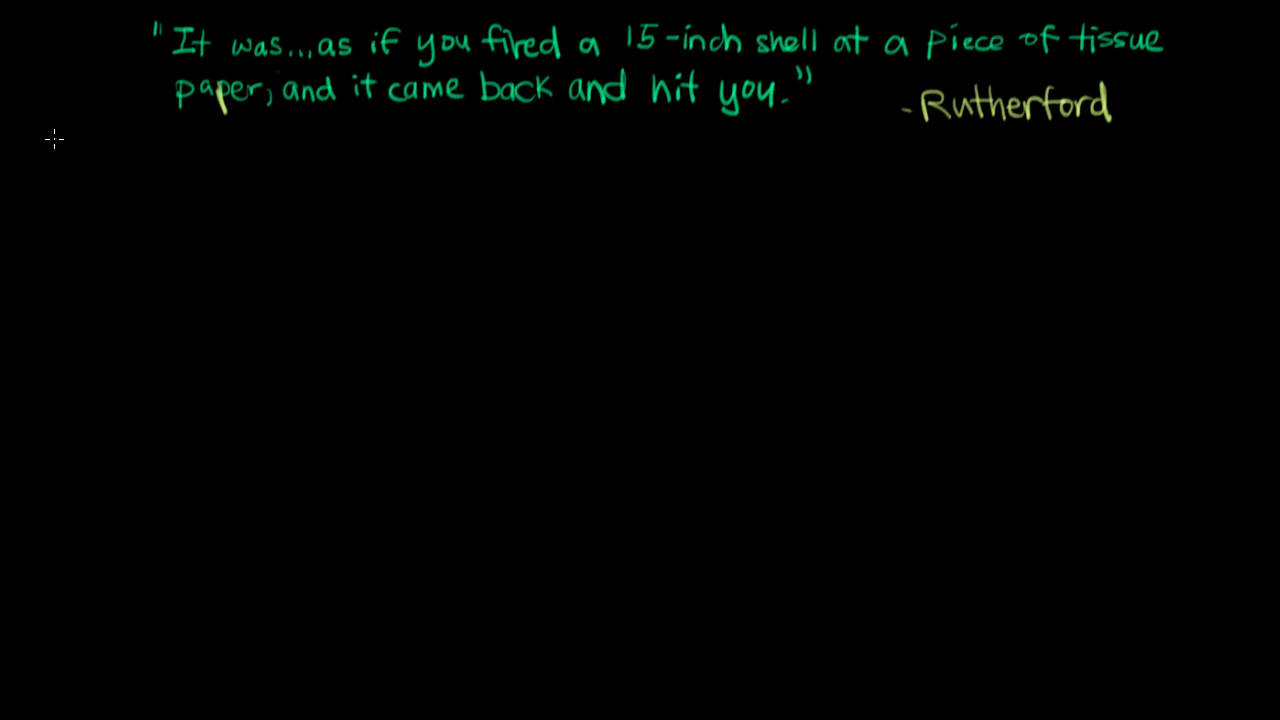 "It was...as if you fired a 15-inch shell at a piece of tissue
paper, and it came back and hit you."
-Rutherford